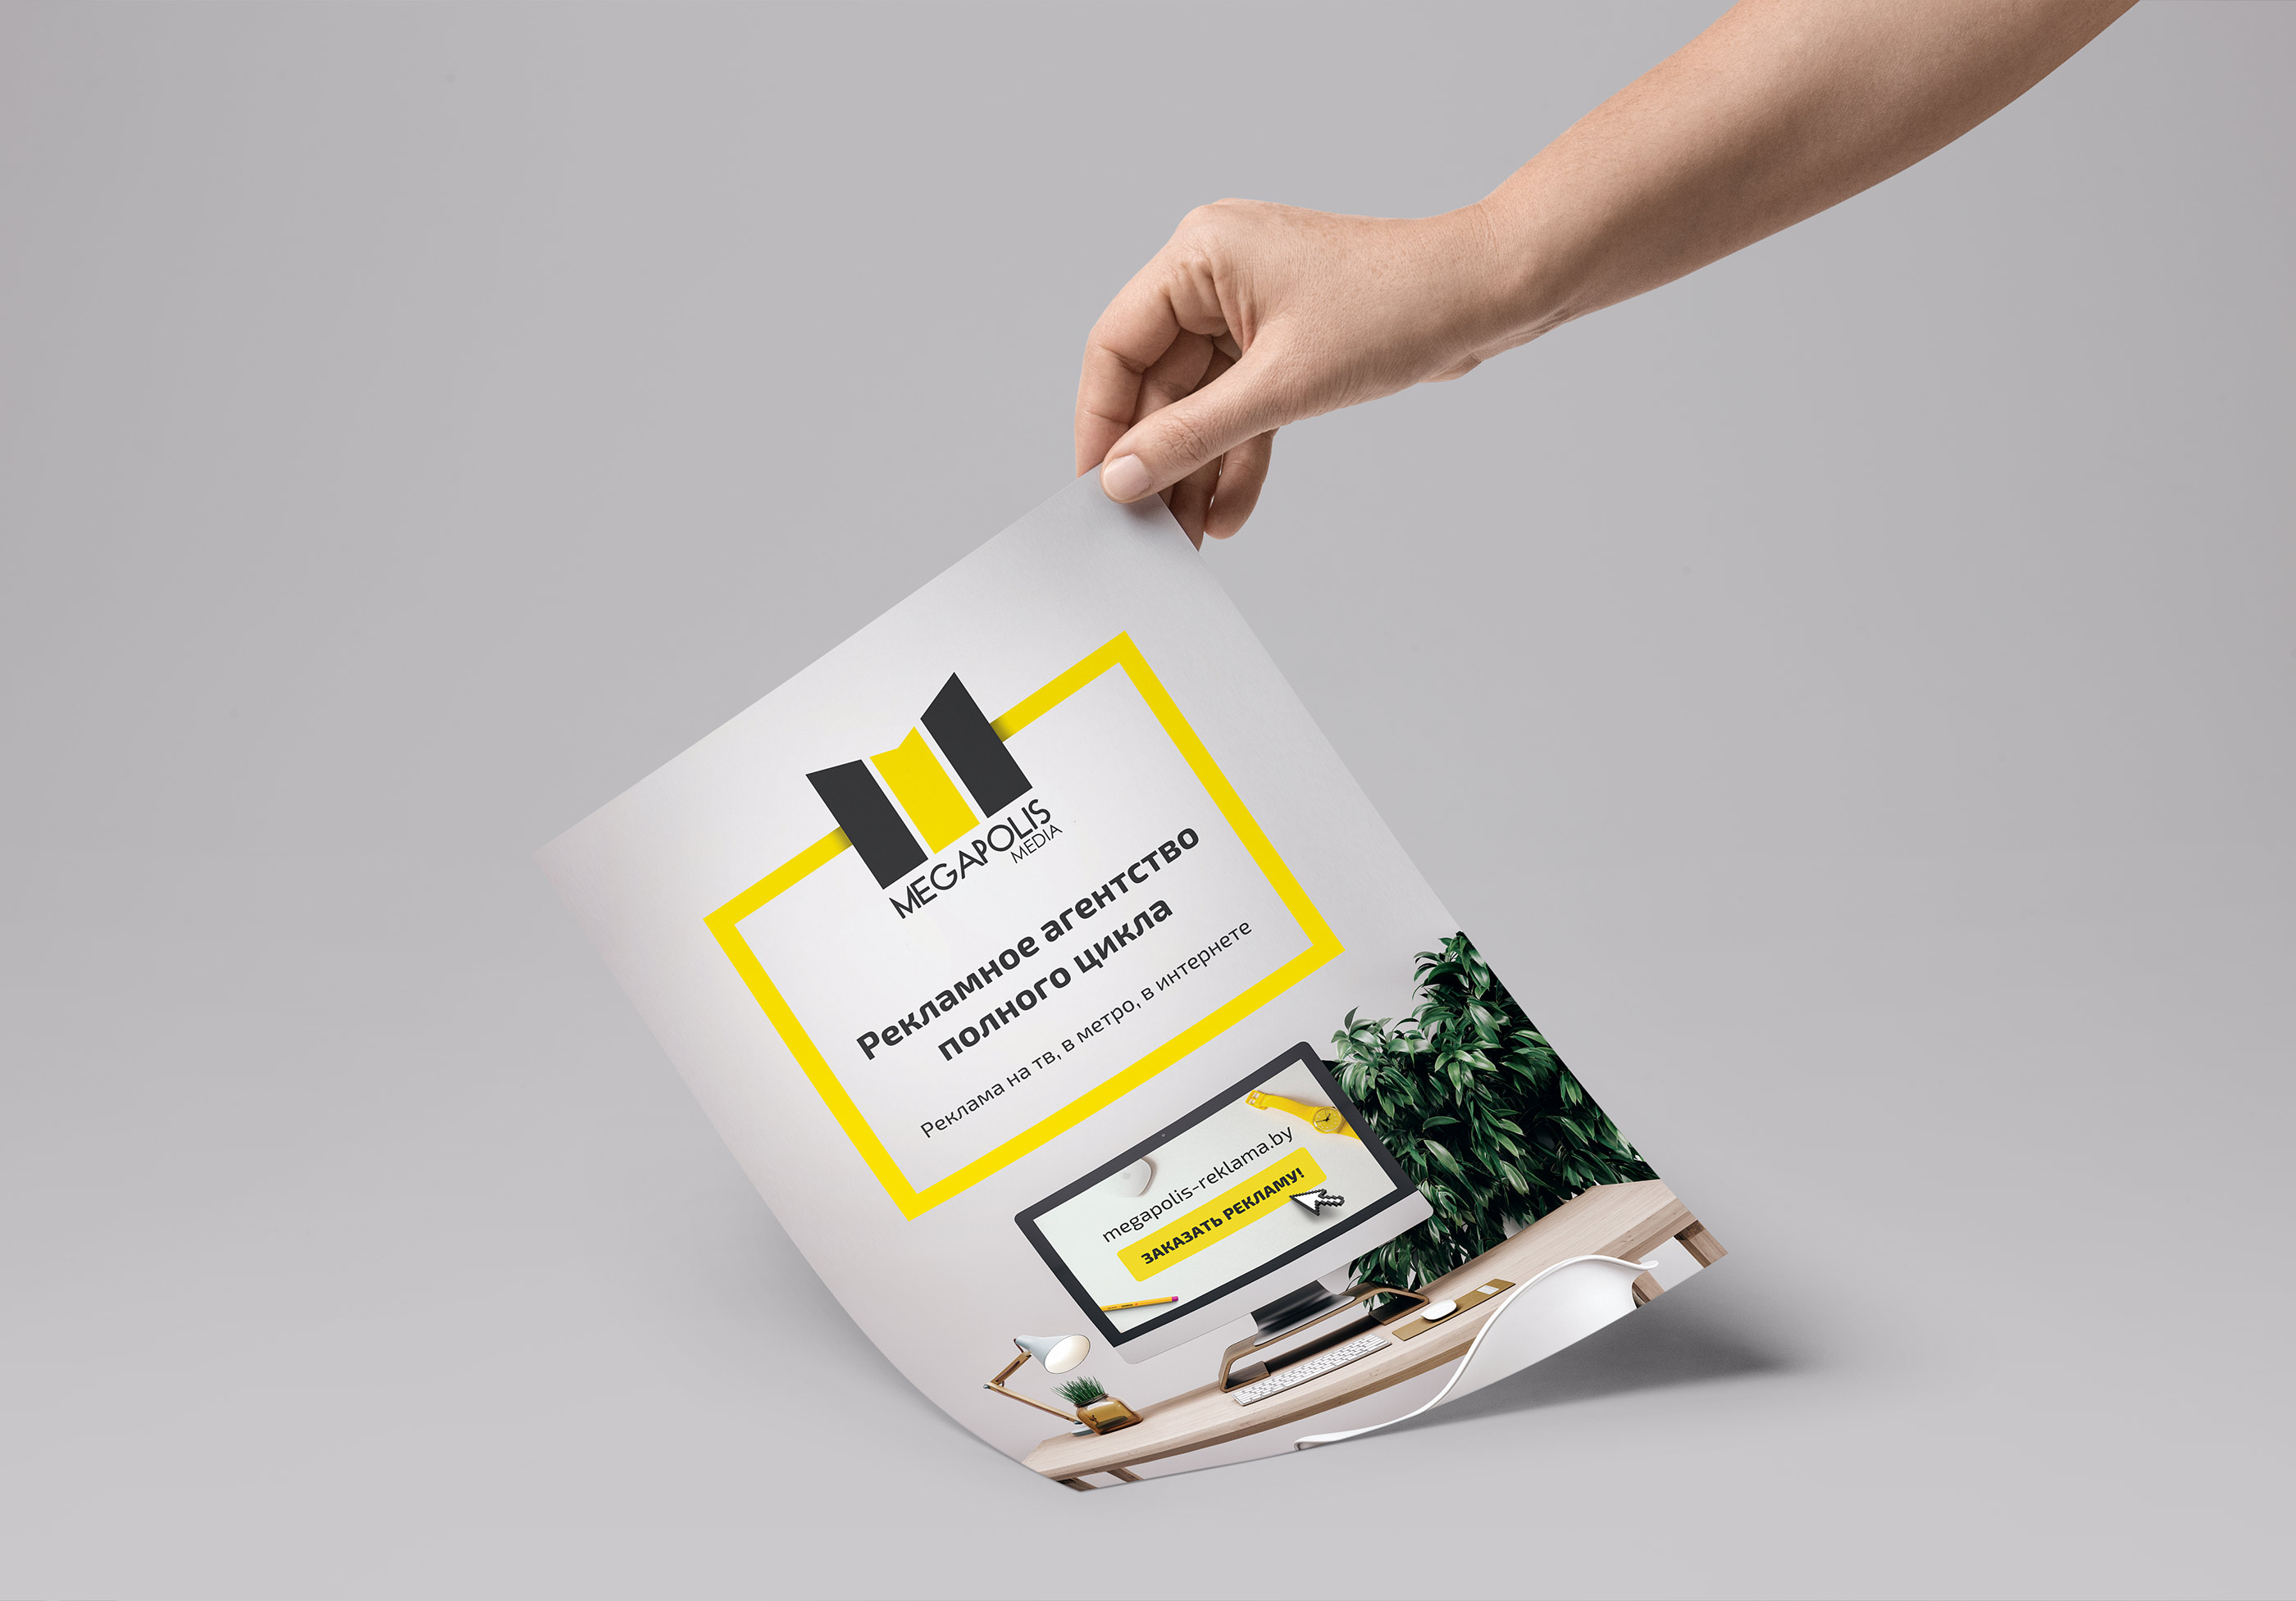 MEGAPOLIS
MEDIA
Рекламное агентство
полного цикла
Реклама на тв, в метро, в интернете
megapolis-reklama.by
ЗАКАЗАТЬ РЕКЛАМУ!